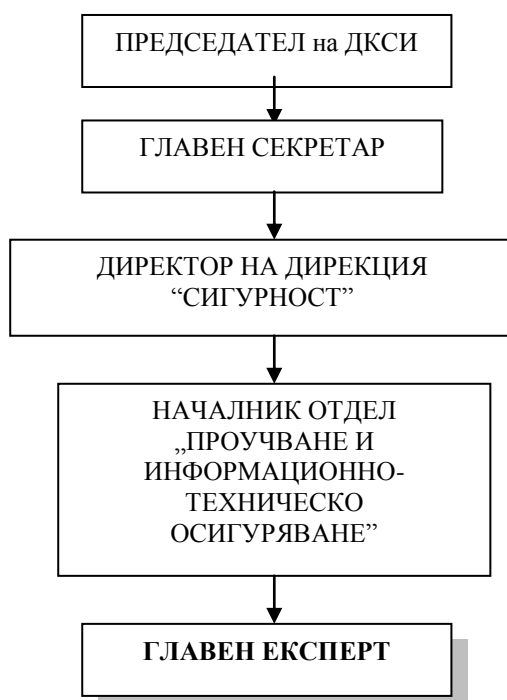 ПРЕДСЕДАТЕЛ на ДКСИ
ГЛАВЕН СЕКРЕТАР
ДИРЕКТОР НА ДИРЕКЦИЯ
“СИГУРНОСТ”
НАЧАЛНИК ОТДЕЛ
„ПРОУЧВАНЕ И
ИНФОРМАЦИОННО-
ТЕХНИЧЕСКО
ОСИГУРЯВАНЕ”
ГЛАВЕН ЕКСПЕРТ